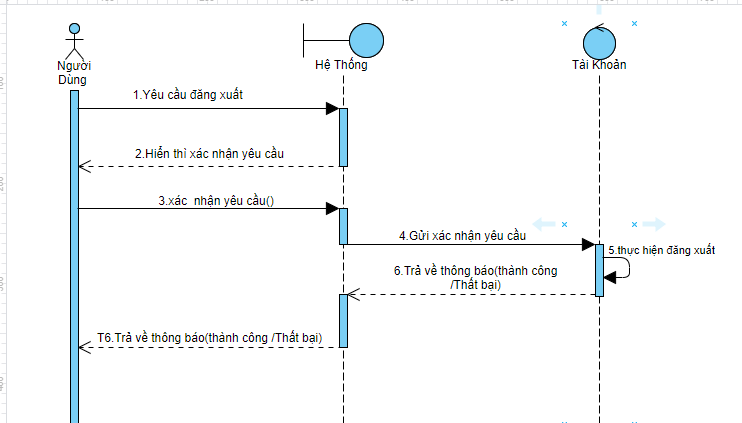 Người
Dùng
Hệ Thống
Tài Khoản
1.Yêu cầu đăng xuất
2.Hiển thì xác nhận yêu cầu
3.xác nhận yêu cầu()
4.Gửi xác nhận yêu cầu
5.thực hiện đăng xuất
6.Trả về thông báo(thành công
/Thất bại)
T6.Trả về thông báo(thành công /Thất bại)